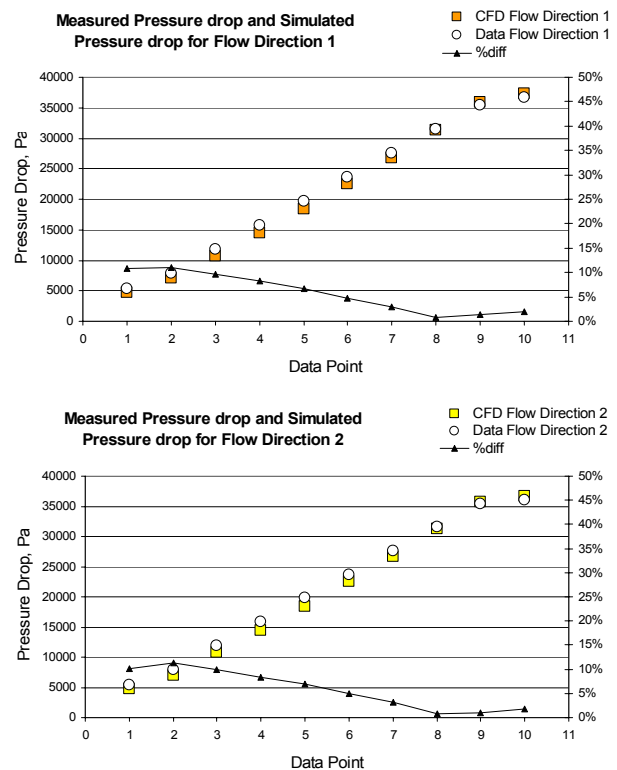 Measured Pressure drop and Simulated
Pressure drop for Flow Direction 1
CFD Flow Direction 1
Data Flow Direction 1
%diff
Pressure Drop, Pa
40000
35000
30000
25000
20000
15000
10000
5000
0
50%
45%
40%
35%
30%
25%
20%
15%
10%
5%
0%
0 1 2 3 4 5 6 7 8 9 10 11
Data Point
Measured Pressure drop and Simulated
Pressure drop for Flow Direction 2
CFD Flow Direction 2
Data Flow Direction 2
%diff
Pressure Drop, Pa
40000
35000
30000
25000
20000
15000
10000
5000
0
50%
45%
40%
35%
30%
25%
20%
15%
10%
5%
0%
0 1 2 3 4 5 6 7 8 9 10 11
Data Point